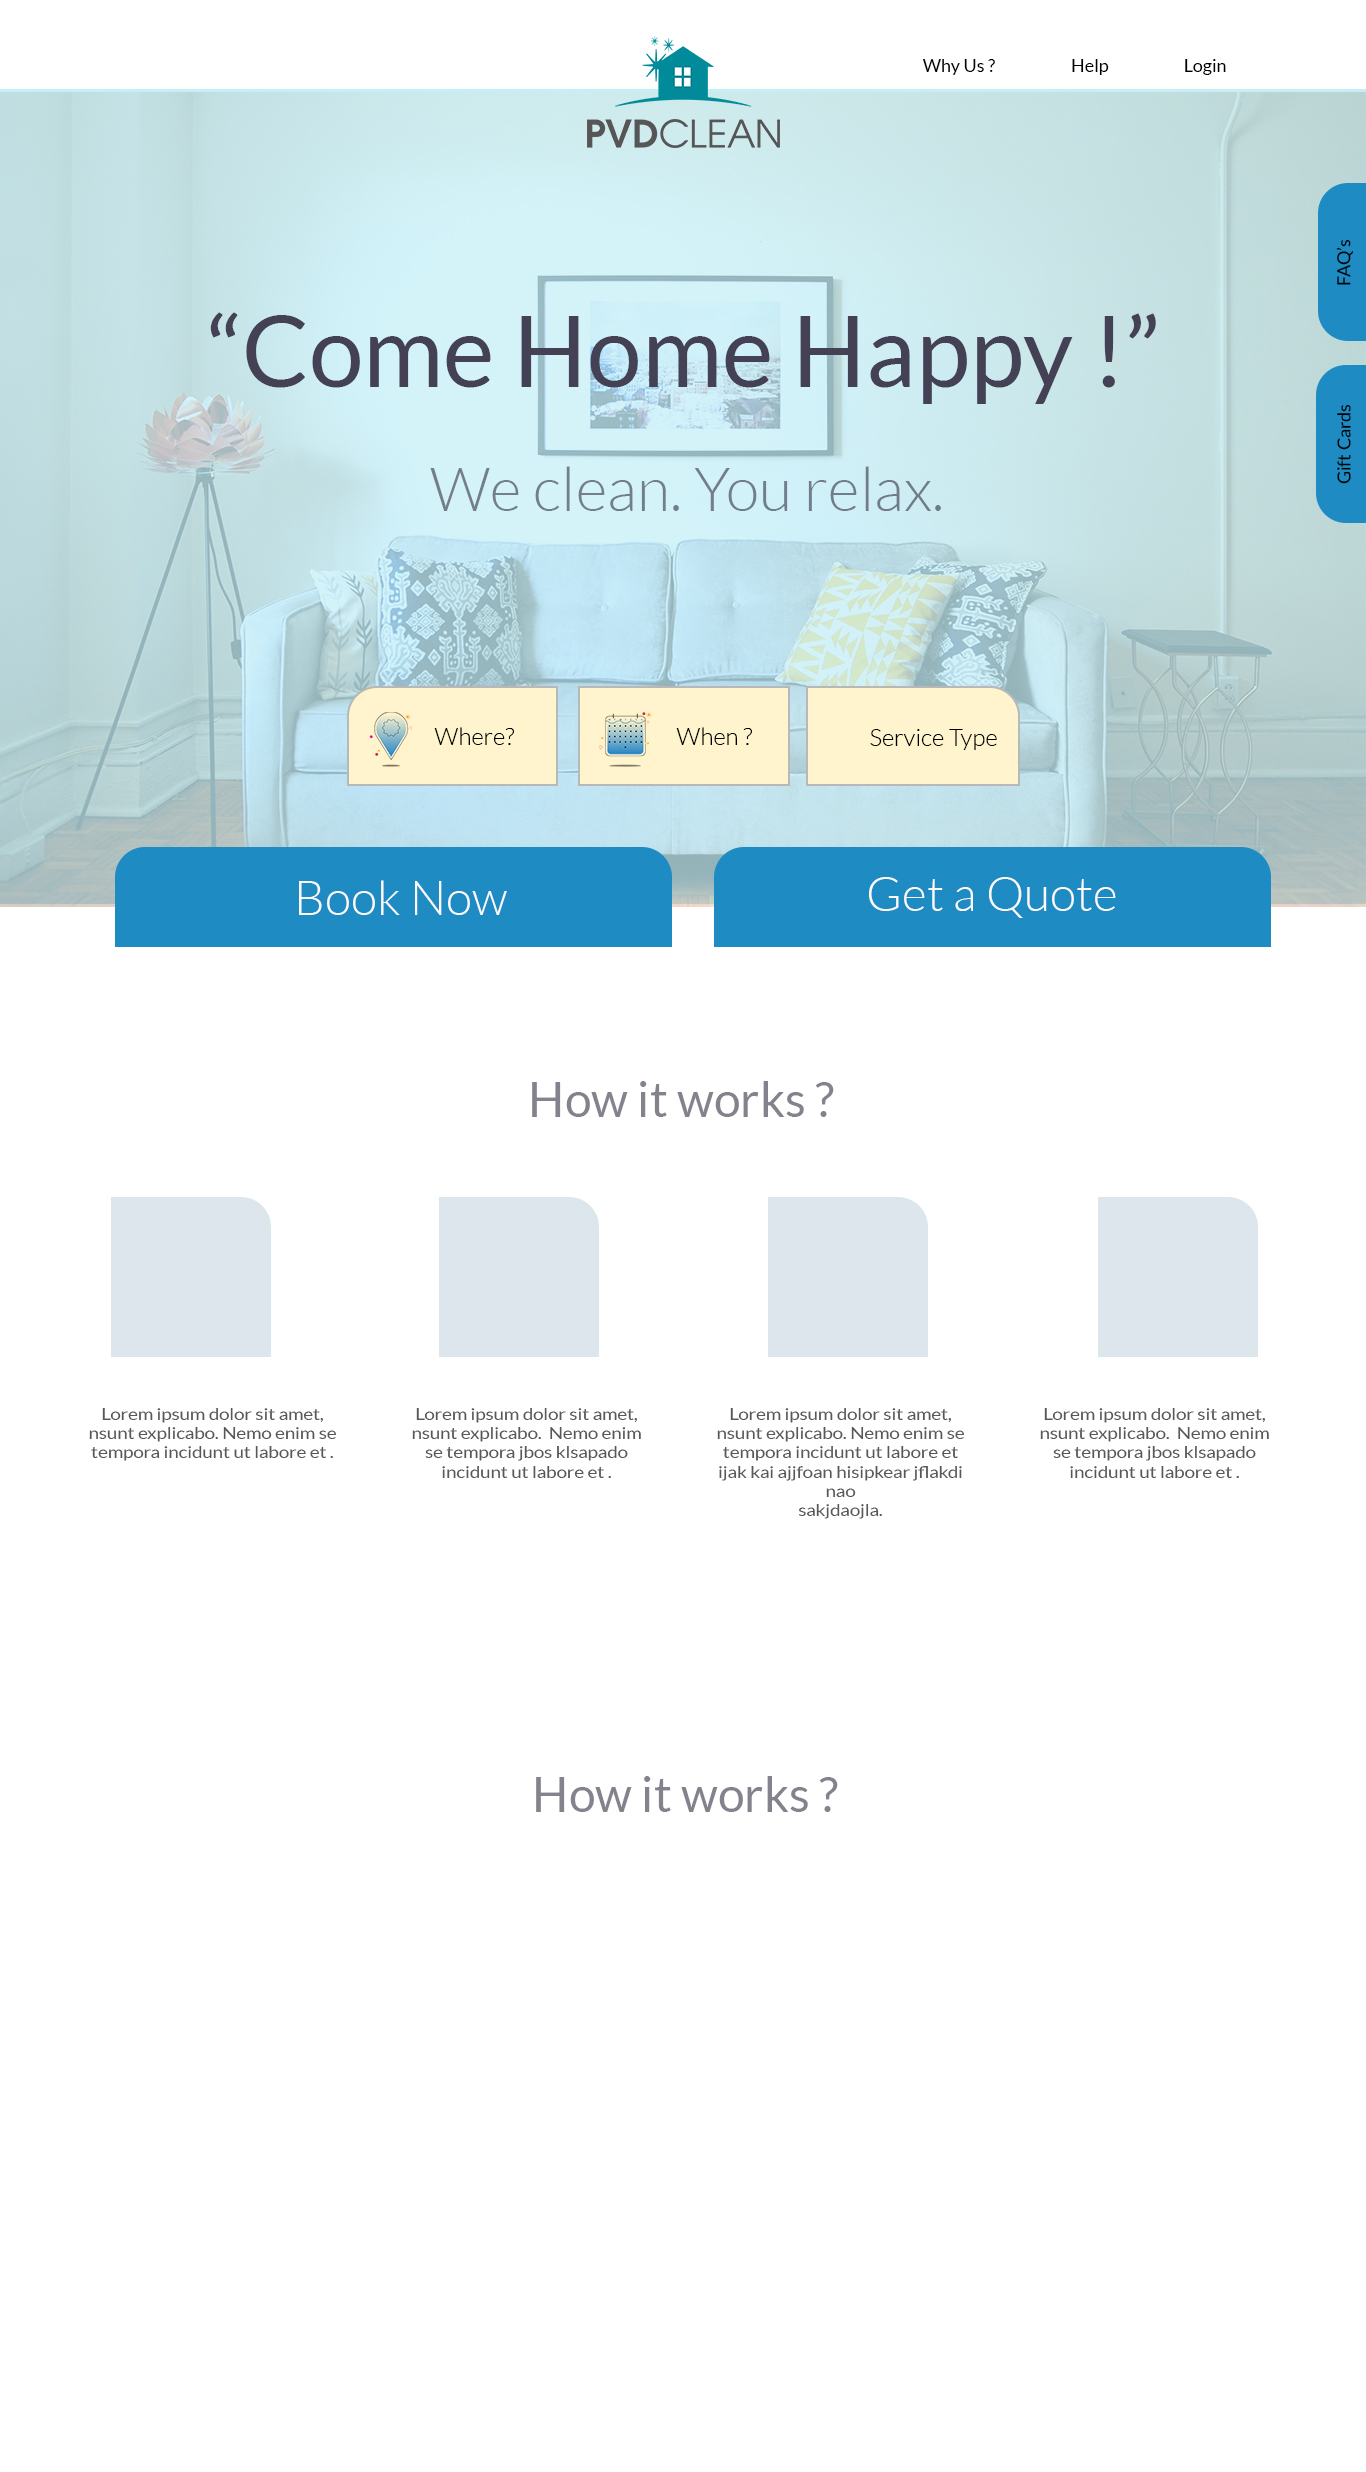 Why Us ?
Help
Login
PVDCLEAN
FAQ's
“Come Home Happy !”
Gift Cards
We clean. You relax.
Where?
When ?
Service Type
Book Now
Get a Quote
How it works ?
Lorem ipsum dolor sit amet,
nsunt explicabo. Nemo enim se
tempora incidunt ut labore et .
Lorem ipsum dolor sit amet,
nsunt explicabo.  Nemo enim
se tempora jbos klsapado
incidunt ut labore et .
Lorem ipsum dolor sit amet,
nsunt explicabo. Nemo enim se
tempora incidunt ut labore et
ijak kai ajjfoan hisipkear jflakdi
nao
sakjdaojla.
Lorem ipsum dolor sit amet,
nsunt explicabo.  Nemo enim
se tempora jbos klsapado
incidunt ut labore et .
How it works ?